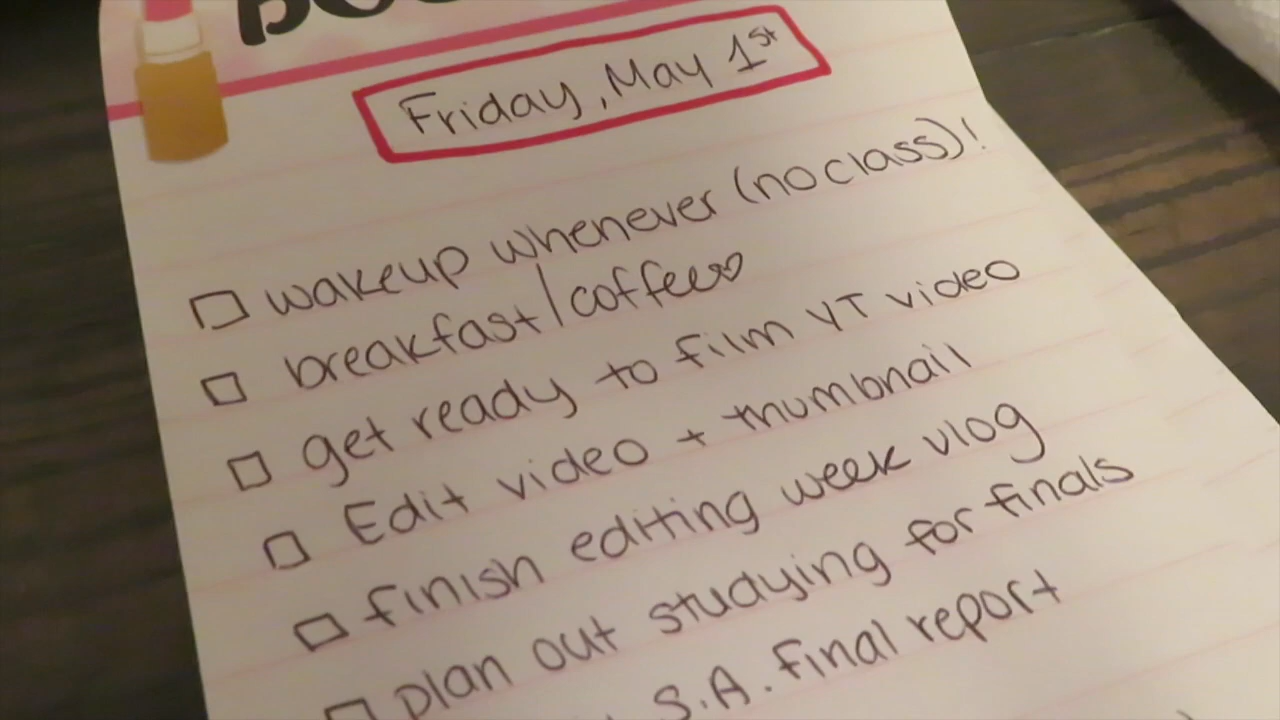 Friday, May 1st
wakeup whenever (no class)!
breakfast/coffee♡
get ready to film YT video
Edit video + thumbnail
finish editing week vlog
plan out studying for finals
S.A. Final report